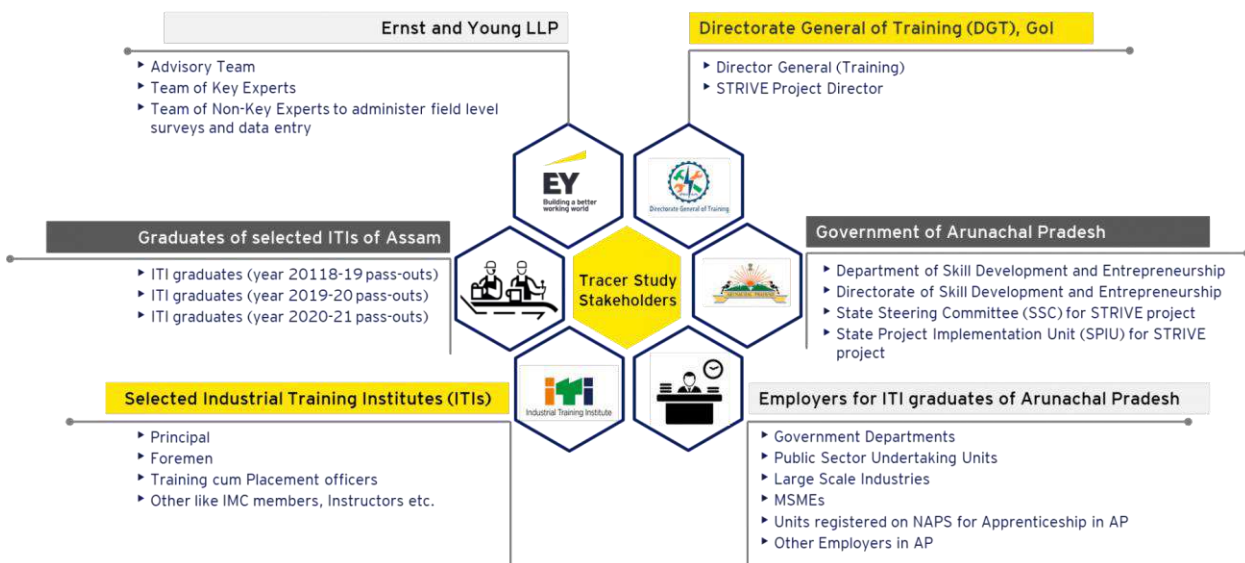 Ernst and Young LLP
Advisory Team
Team of Key Experts
Team of Non-Key Experts to administer field level
surveys and data entry
Directorate General of Training (DGT), GoI
Director General (Training)
STRIVE Project Director
EY
Building a better
working world
Directorate General of Training
Graduates of selected ITIs of Assam
ITI graduates (year 20118-19 pass-outs)
ITI graduates (year 2019-20 pass-outs)
ITI graduates (year 2020-21 pass-outs)
Tracer Study
Stakeholders
ARUNACHAL PRADESH
Government of Arunachal Pradesh
Department of Skill Development and Entrepreneurship
Directorate of Skill Development and Entrepreneurship
State Steering Committee (SSC) for STRIVE project
State Project Implementation Unit (SPIU) for STRIVE
project
Selected Industrial Training Institutes (ITIs)
Principal
Foremen
Training cum Placement officers
Other like IMC members, Instructors etc.
iTi
Industrial Training Institute
Employers for ITI graduates of Arunachal Pradesh
Government Departments
Public Sector Undertaking Units
Large Scale Industries
MSMEs
Units registered on NAPS for Apprenticeship in AP
Other Employers in AP